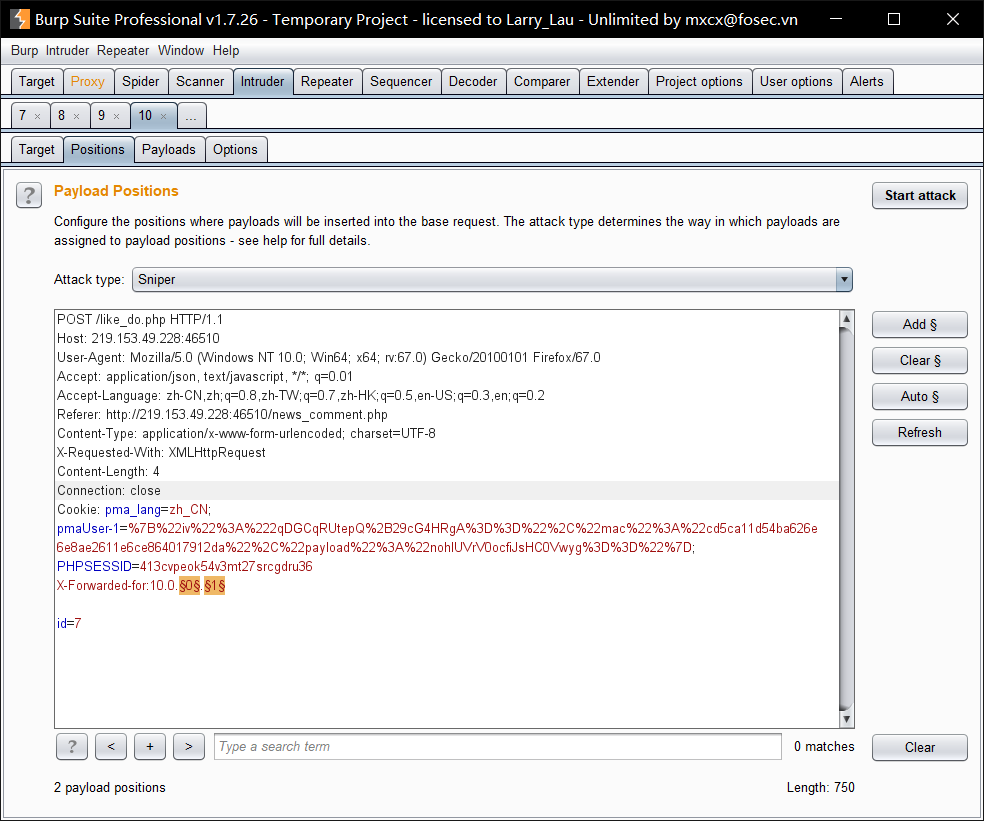 Burp Suite Professional v1.7.26 - Temporary Project - licensed to Larry_Lau - Unlimited by mxcx@fosec.vn
Burp Intruder Repeater Window Help
Target Proxy Spider Scanner Intruder Repeater Sequencer Decoder Comparer Extender Project options User options Alerts
7 × 8 × 9 × 10 × ...
Target Positions Payloads Options
? Payload Positions Start attack
Configure the positions where payloads will be inserted into the base request. The attack type determines the way in which payloads are
assigned to payload positions - see help for full details.
Attack type: Sniper
POST /like_do.php HTTP/1.1
Host: 219.153.49.228:46510
User-Agent: Mozilla/5.0 (Windows NT 10.0; Win64; x64; rv:67.0) Gecko/20100101 Firefox/67.0
Accept: application/json, text/javascript, */*; q=0.01
Accept-Language: zh-CN,zh;q=0.8,zh-TW;q=0.7,zh-HK;q=0.5,en-US;q=0.3,en;q=0.2
Referer: http://219.153.49.228:46510/news_comment.php
Content-Type: application/x-www-form-urlencoded; charset=UTF-8
X-Requested-With: XMLHttpRequest
Content-Length: 4
Connection: close
Cookie: pma_lang=zh_CN;
pmaUser-1=%7B%22iv%22%3A%222qDGCqRUtepQ%2B29cG4HRgA%3D%3D%22%2C%22mac%22%3A%22cd5ca11d54ba626e
6e8ae2611e6ce864017912da%22%2C%22payload%22%3A%22nohIUVrV0ocfiJsHC0Vwyg%3D%3D%22%7D;
PHPSESSID=413cvpeok54v3mt27srcgdru36
X-Forwarded-for:10.0.§0§.§1§
id=7
Add §
Clear §
Auto §
Refresh
? < + > Type a search term 0 matches Clear
2 payload positions Length: 750